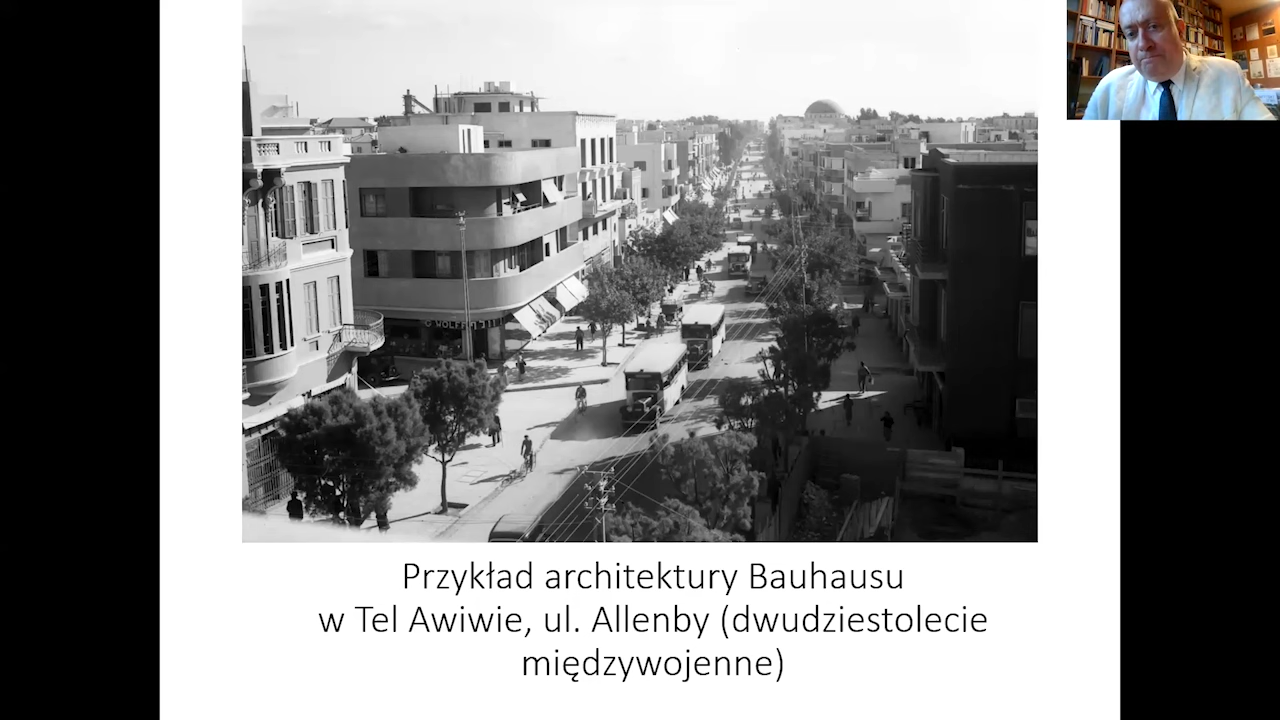 Przykład architektury Bauhausu
w Tel Awiwie, ul. Allenby (dwudziestolecie
międzywojenne)